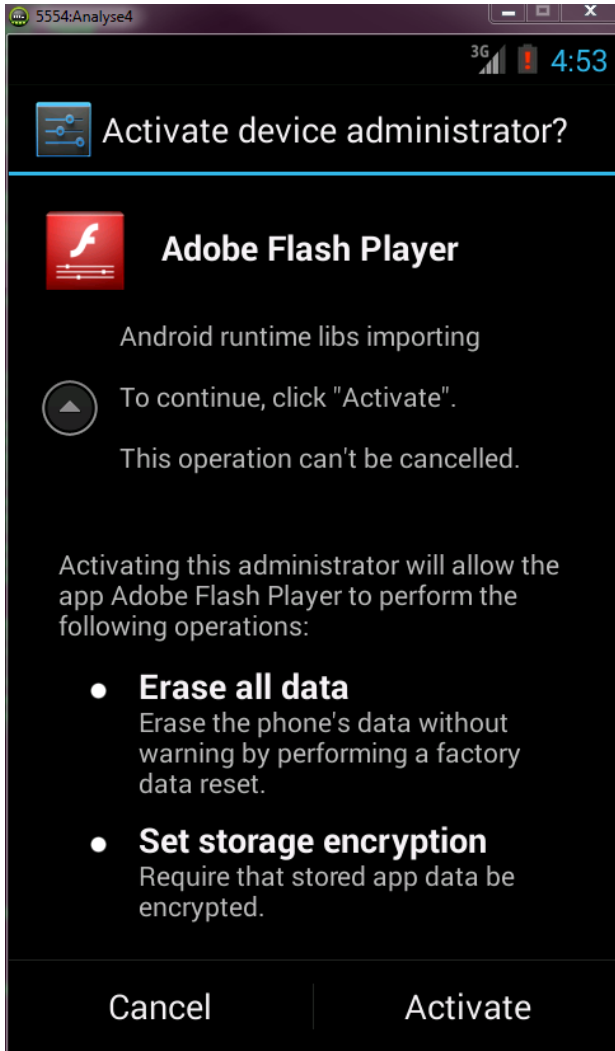 5554:Analyse4
3G 4:53
Activate device administrator?
Adobe Flash Player
Android runtime libs importing
To continue, click "Activate".
This operation can't be cancelled.
Activating this administrator will allow the
app Adobe Flash Player to perform the
following operations:
Erase all data
Erase the phone's data without
warning by performing a factory
data reset.
Set storage encryption
Require that stored app data be
encrypted.
Cancel Activate